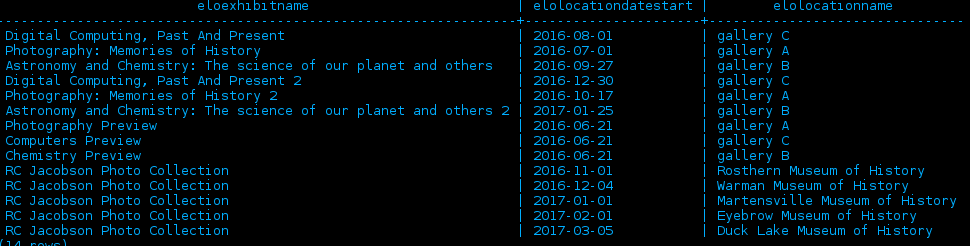 eloexhibitname | elolocationdatestart | elolocationname
-----------------------------------------------------------------+----------------------+--------------------------------
Digital Computing, Past And Present | 2016-08-01 | gallery C
Photography: Memories of History | 2016-07-01 | gallery A
Astronomy and Chemistry: The science of our planet and others | 2016-09-27 | gallery B
Digital Computing, Past And Present 2 | 2016-12-30 | gallery C
Photography: Memories of History 2 | 2016-10-17 | gallery A
Astronomy and Chemistry: The science of our planet and others 2 | 2017-01-25 | gallery B
Photography Preview | 2016-06-21 | gallery A
Computers Preview | 2016-06-21 | gallery C
Chemistry Preview | 2016-06-21 | gallery B
RC Jacobson Photo Collection | 2016-11-01 | Rosthern Museum of History
RC Jacobson Photo Collection | 2016-12-04 | Warman Museum of History
RC Jacobson Photo Collection | 2017-01-01 | Martensville Museum of History
RC Jacobson Photo Collection | 2017-02-01 | Eyebrow Museum of History
RC Jacobson Photo Collection | 2017-03-05 | Duck Lake Museum of History
(14 rows)